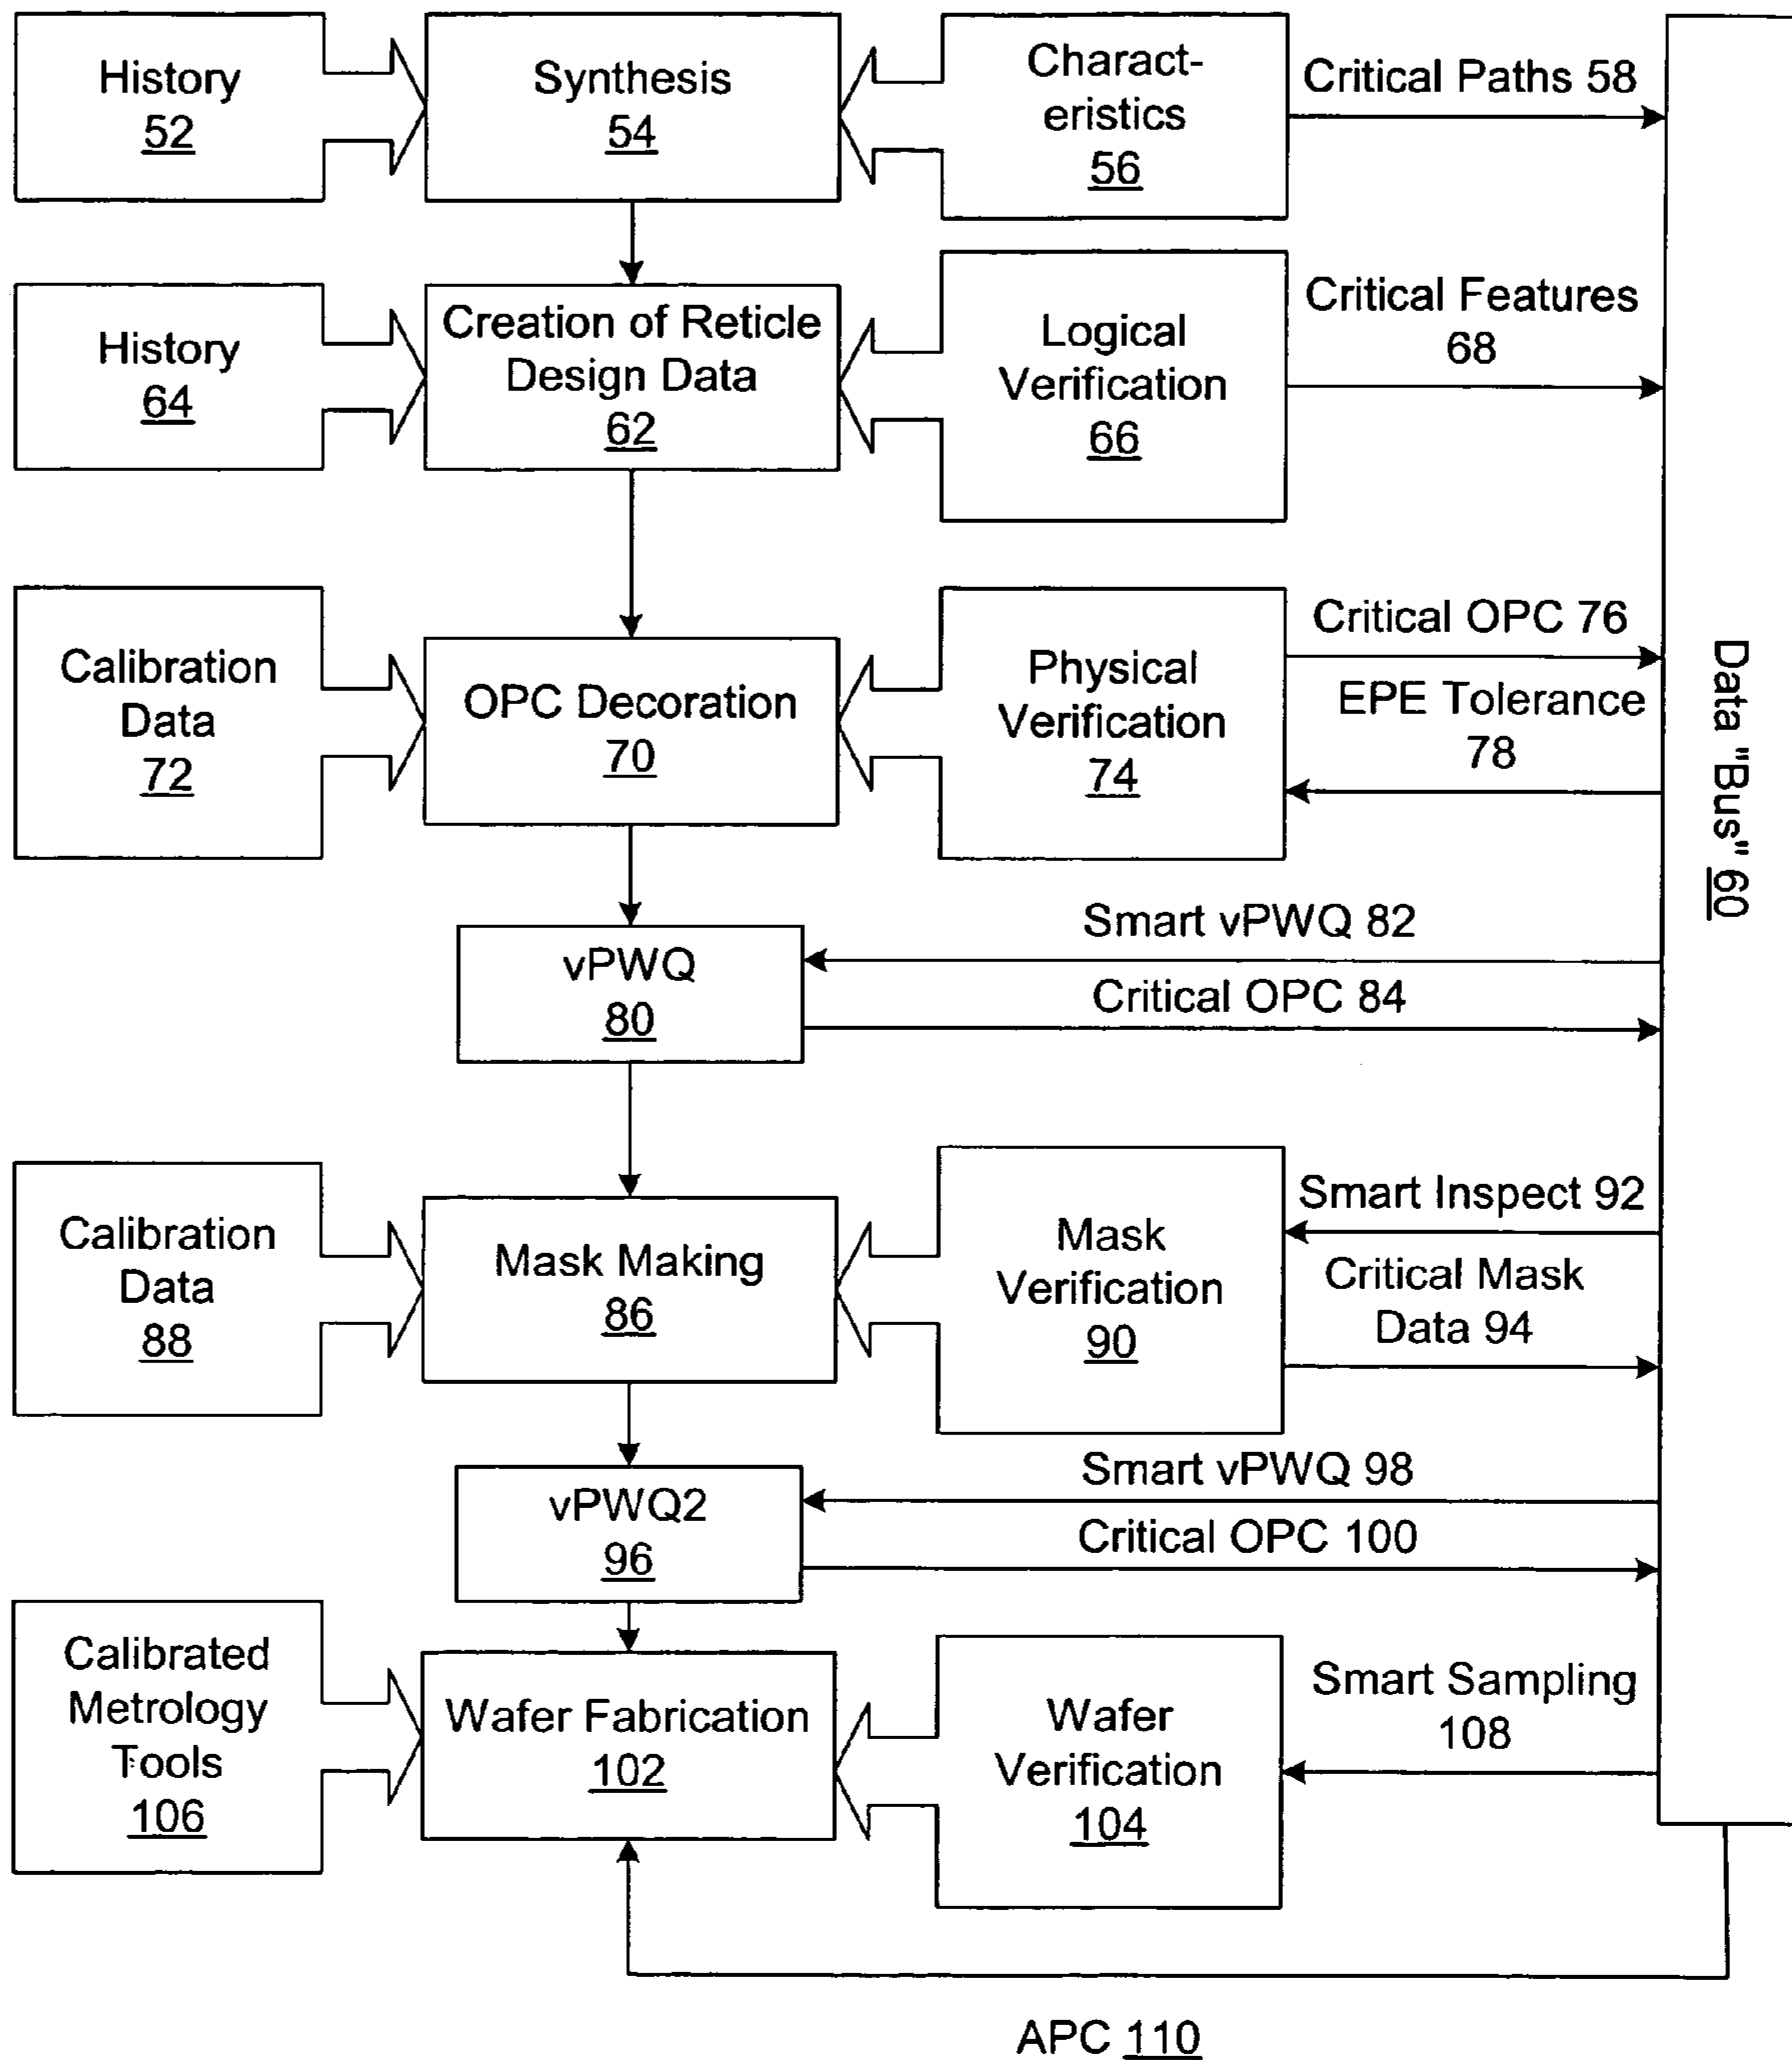 History
52
Synthesis
54
Charact-
eristics
56
Critical Paths 58
History
64
Creation of Reticle
Design Data
62
Logical
Verification
66
Critical Features
68
Calibration
Data
72
OPC Decoration
70
Physical
Verification
74
Critical OPC 76
EPE Tolerance
78
Data "Bus" 60
vPWQ
80
Smart vPWQ 82
Critical OPC 84
Calibration
Data
88
Mask Making
86
Mask
Verification
90
Smart Inspect 92
Critical Mask
Data 94
vPWQ2
96
Smart vPWQ 98
Critical OPC 100
Calibrated
Metrology
Tools
106
Wafer Fabrication
102
Wafer
Verification
104
Smart Sampling
108
APC 110